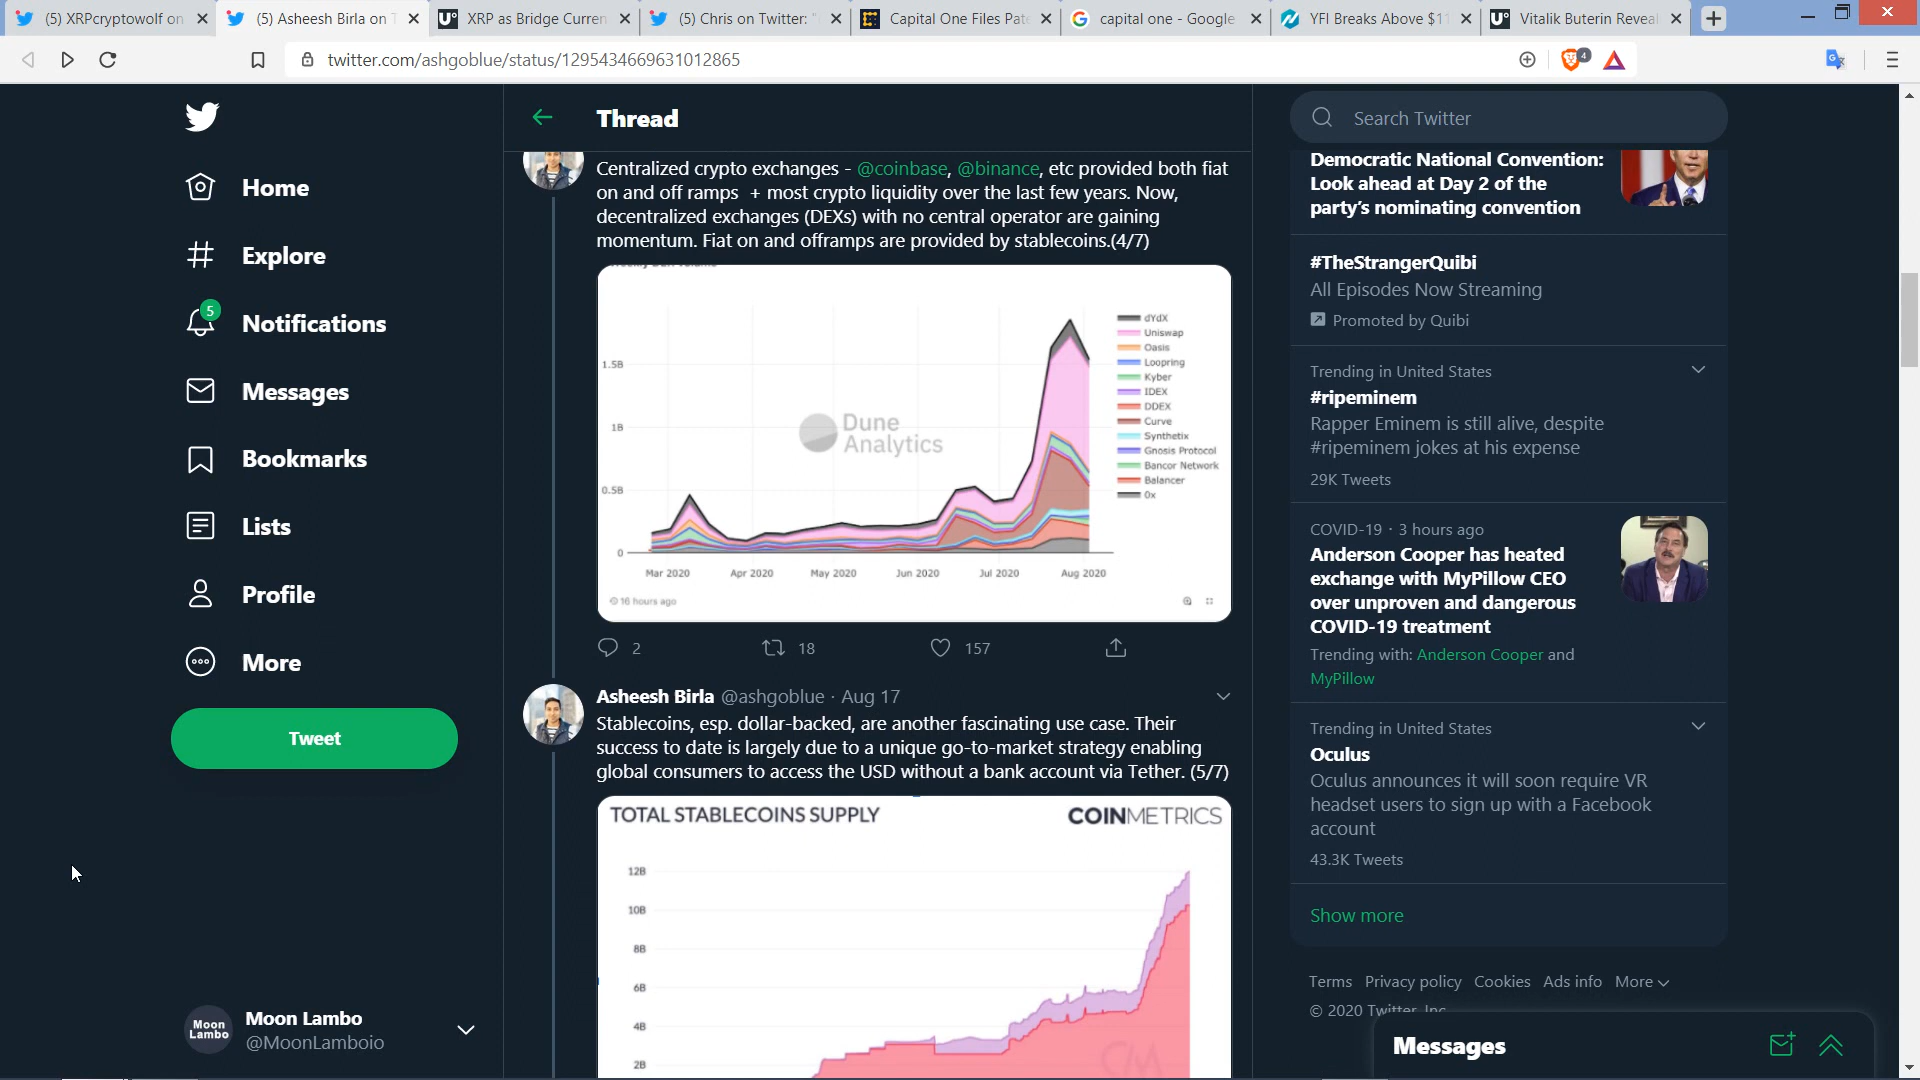 (5) XRPcryptowolf on
(5) Asheesh Birla on T
XRP as Bridge Curren
(5) Chris on Twitter: "
Capital One Files Pate
capital one - Google
YFI Breaks Above $11
Vitalik Buterin Reveal
twitter.com/ashgoblue/status/1295434669631012865
4
Home
Explore
5
Notifications
Messages
Bookmarks
Lists
Profile
More
Tweet
Moon Lambo
Moon Lambo
@MoonLamboio
Thread
Centralized crypto exchanges - @coinbase, @binance, etc provided both fiat
on and off ramps + most crypto liquidity over the last few years. Now,
decentralized exchanges (DEXs) with no central operator are gaining
momentum. Fiat on and offramps are provided by stablecoins.(4/7)
1.5B
1B
0.5B
0
Dune
Analytics
dYdX
Uniswap
Oasis
Loopring
Kyber
IDEX
DDEX
Curve
Synthetix
Gnosis Protocol
Bancor Network
Balancer
0x
Mar 2020
Apr 2020
May 2020
Jun 2020
Jul 2020
Aug 2020
16 hours ago
2
18
157
Asheesh Birla @ashgoblue · Aug 17
Stablecoins, esp. dollar-backed, are another fascinating use case. Their
success to date is largely due to a unique go-to-market strategy enabling
global consumers to access the USD without a bank account via Tether. (5/7)
TOTAL STABLECOINS SUPPLY
COINMETRICS
12B
10B
8B
6B
4B
2B
CM
Search Twitter
Democratic National Convention:
Look ahead at Day 2 of the
party's nominating convention
#TheStrangerQuibi
All Episodes Now Streaming
Promoted by Quibi
Trending in United States
#ripeminem
Rapper Eminem is still alive, despite
#ripeminem jokes at his expense
29K Tweets
COVID-19 · 3 hours ago
Anderson Cooper has heated
exchange with MyPillow CEO
over unproven and dangerous
COVID-19 treatment
Trending with: Anderson Cooper and
MyPillow
Trending in United States
Oculus
Oculus announces it will soon require VR
headset users to sign up with a Facebook
account
43.3K Tweets
Show more
Terms Privacy policy Cookies Ads info More
© 2020 Twitter, Inc.
Messages